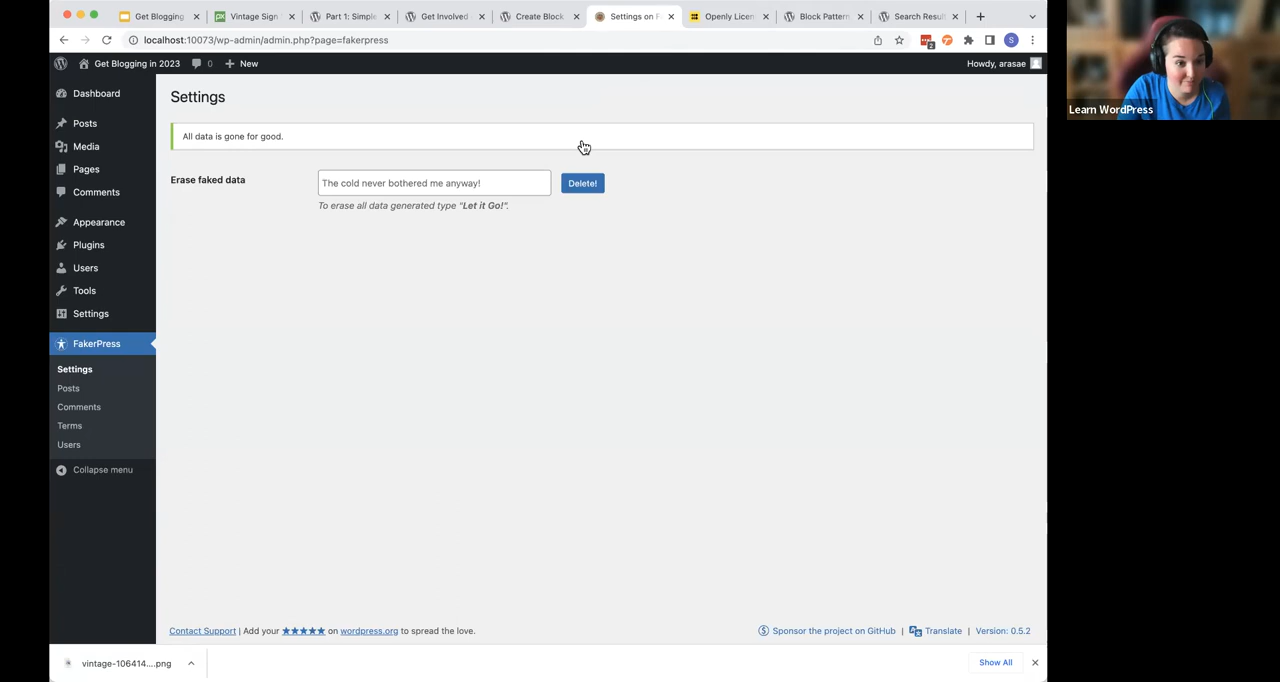 Get Blogging
Vintage Sign
Part 1: Simple
Get Involved
Create Block
Settings on F
Openly Licen
Block Pattern
Search Result
localhost:10073/wp-admin/admin.php?page=fakerpress
2
S
Get Blogging in 2023
0
New
Howdy, arasae
Learn WordPress
Dashboard
Posts
Media
Pages
Comments
Appearance
Plugins
Users
Tools
Settings
FakerPress
Settings
Posts
Comments
Terms
Users
Collapse menu
Settings
All data is gone for good.
Erase faked data
The cold never bothered me anyway!
Delete!
To erase all data generated type "Let it Go!".
Contact Support | Add your ★★★★★ on wordpress.org to spread the love.
Sponsor the project on GitHub | Translate | Version: 0.5.2
vintage-106414....png
Show All